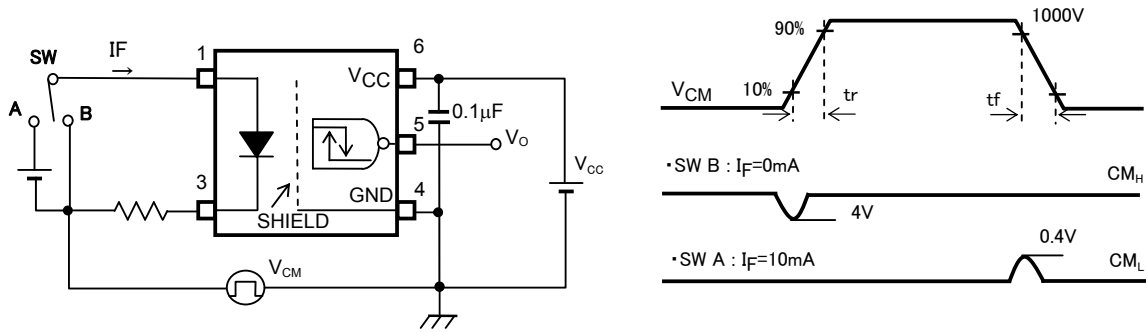 IF
SW
A
B
1
3
6
VCC
0.1μF
5
VO
VCC
GND
4
SHIELD
VCM
90%
10%
tr
tf
1000V
VCM
・SW B : IF=0mA
CMH
4V
・SW A : IF=10mA
0.4V
CML